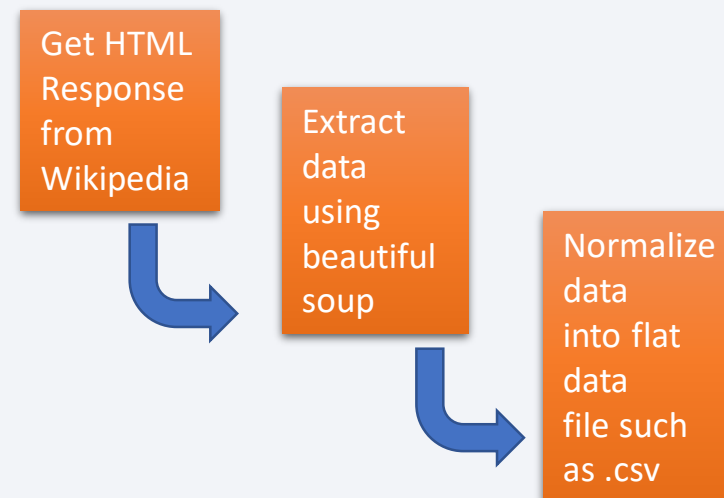 Get HTML
Response
from
Wikipedia
Extract
data
using
beautiful
soup
Normalize
data
into flat
data
file such
as .csv